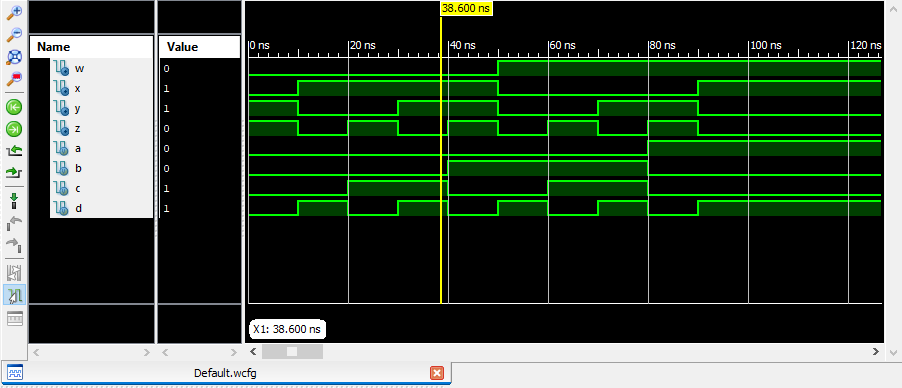 38.600 ns
Name Value
0 ns 20 ns 40 ns 60 ns 80 ns 100 ns 120 ns
w 0
x 1
y 1
z 0
a 0
b 0
c 1
d 1
X1: 38.600 ns
Default.wcfg